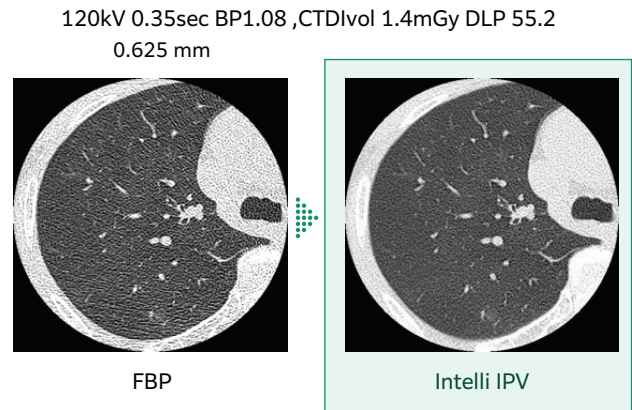 120kV 0.35sec BP1.08 ,CTDIvol 1.4mGy DLP 55.2
0.625 mm
FBP
Intelli IPV